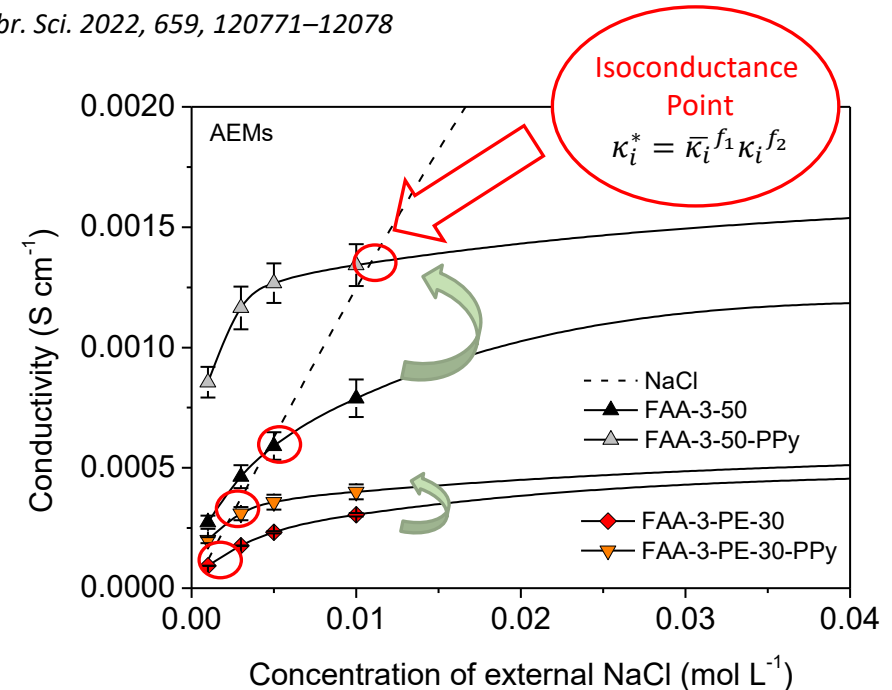 br. Sci. 2022, 659, 120771–12078
Isoconductance
Point
κᵢ* = κ̄ᵢ^f₁ κᵢ^f₂
AEMs
0.0020
0.0015
0.0010
0.0005
0.0000
Conductivity (S cm⁻¹)
NaCl
FAA-3-50
FAA-3-50-PPy
FAA-3-PE-30
FAA-3-PE-30-PPy
0.00
0.01
0.02
0.03
0.04
Concentration of external NaCl (mol L⁻¹)